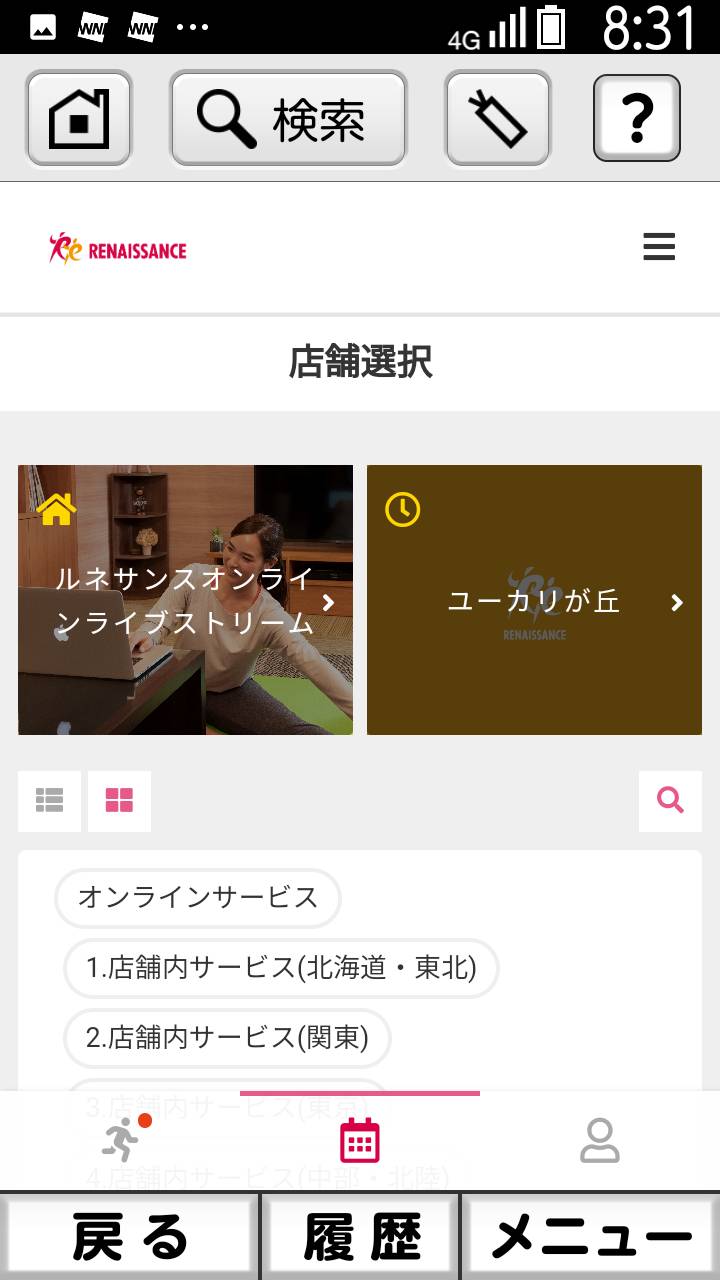 4G 8:31
検索
?
RENAISSANCE
店舗選択
ルネサンスオンライ
ンライブストリーム
ユーカリが丘
RENAISSANCE
オンラインサービス
1.店舗内サービス(北海道・東北)
2.店舗内サービス(関東)
3.店舗内サービス(東京)
4.店舗内サービス(中部・北陸)
戻る
履歴
メニュー